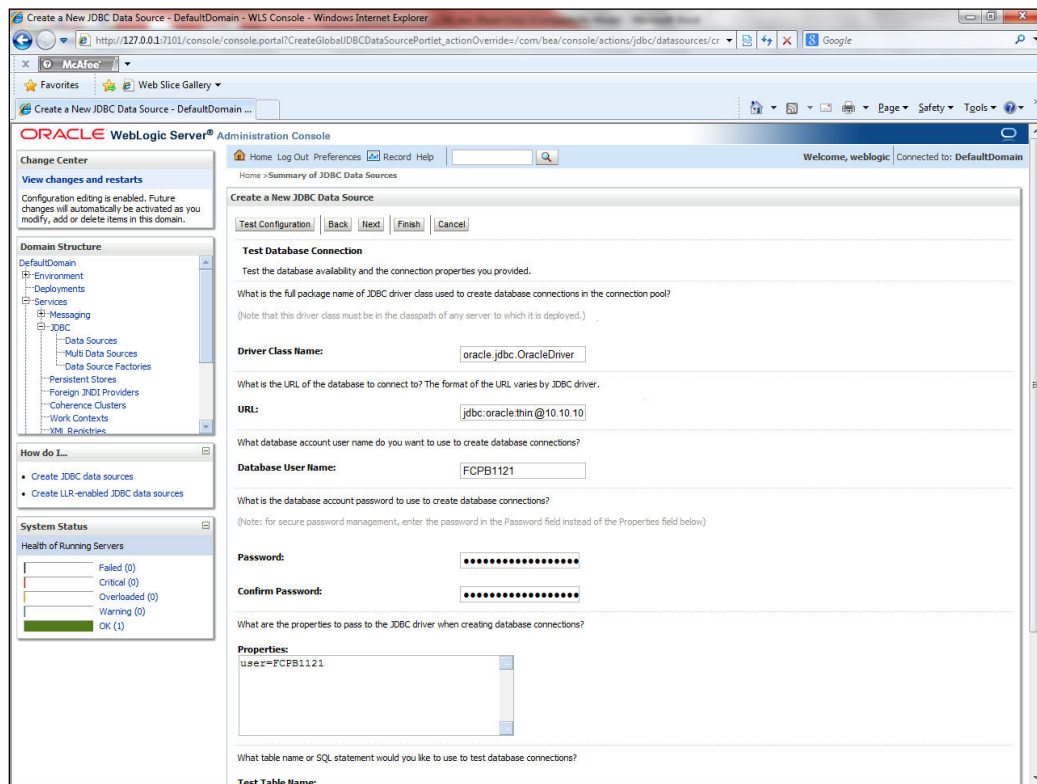 Create a New JDBC Data Source - DefaultDomain - WLS Console - Windows Internet Explorer
http://127.0.0.1:7101/console/console.portal?CreateGlobalJDBCDataSourcePortlet_actionOverride=/com/bea/console/actions/jdbc/datasources/cr
Google
x McAfee
Favorites Web Slice Gallery
Create a New JDBC Data Source - DefaultDomain ...
Page Safety Tools
ORACLE WebLogic Server® Administration Console
Change Center
View changes and restarts
Configuration editing is enabled. Future
changes will automatically be activated as you
modify, add or delete items in this domain.
Domain Structure
DefaultDomain
Environment
Deployments
Services
Messaging
JDBC
Data Sources
Multi Data Sources
Data Source Factories
Persistent Stores
Foreign JNDI Providers
Coherence Clusters
Work Contexts
XML Registries
How do I...
Create JDBC data sources
Create LLR-enabled JDBC data sources
System Status
Health of Running Servers
Failed (0)
Critical (0)
Overloaded (0)
Warning (0)
OK (1)
Home Log Out Preferences Record Help
Welcome, weblogic Connected to: DefaultDomain
Home >Summary of JDBC Data Sources
Create a New JDBC Data Source
Test Configuration Back Next Finish Cancel
Test Database Connection
Test the database availability and the connection properties you provided.
What is the full package name of JDBC driver class used to create database connections in the connection pool?
(Note that this driver class must be in the classpath of any server to which it is deployed.)
Driver Class Name: oracle.jdbc.OracleDriver
What is the URL of the database to connect to? The format of the URL varies by JDBC driver.
URL: jdbc:oracle:thin:@10.10.10
What database account user name do you want to use to create database connections?
Database User Name: FCPB1121
What is the database account password to use to create database connections?
(Note: for secure password management, enter the password in the Password field instead of the Properties field below)
Password: ●●●●●●●●●●●●●●●●●●
Confirm Password: ●●●●●●●●●●●●●●●●●●
What are the properties to pass to the JDBC driver when creating database connections?
Properties:
user=FCPB1121
What table name or SQL statement would you like to use to test database connections?
Test Table Name: